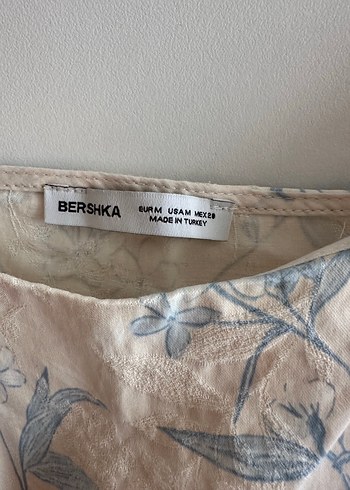 BERSHKA
EUR M USA M MEX 28
MADE IN TURKEY